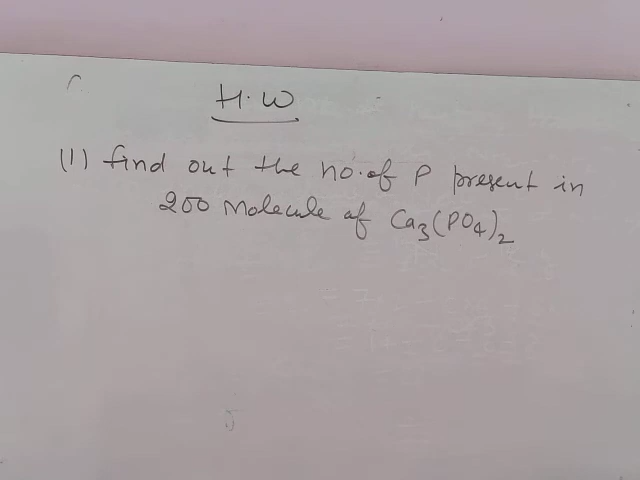 H.W
(1) find out the no. of P present in
200 Molecule of Ca₃(PO₄)₂